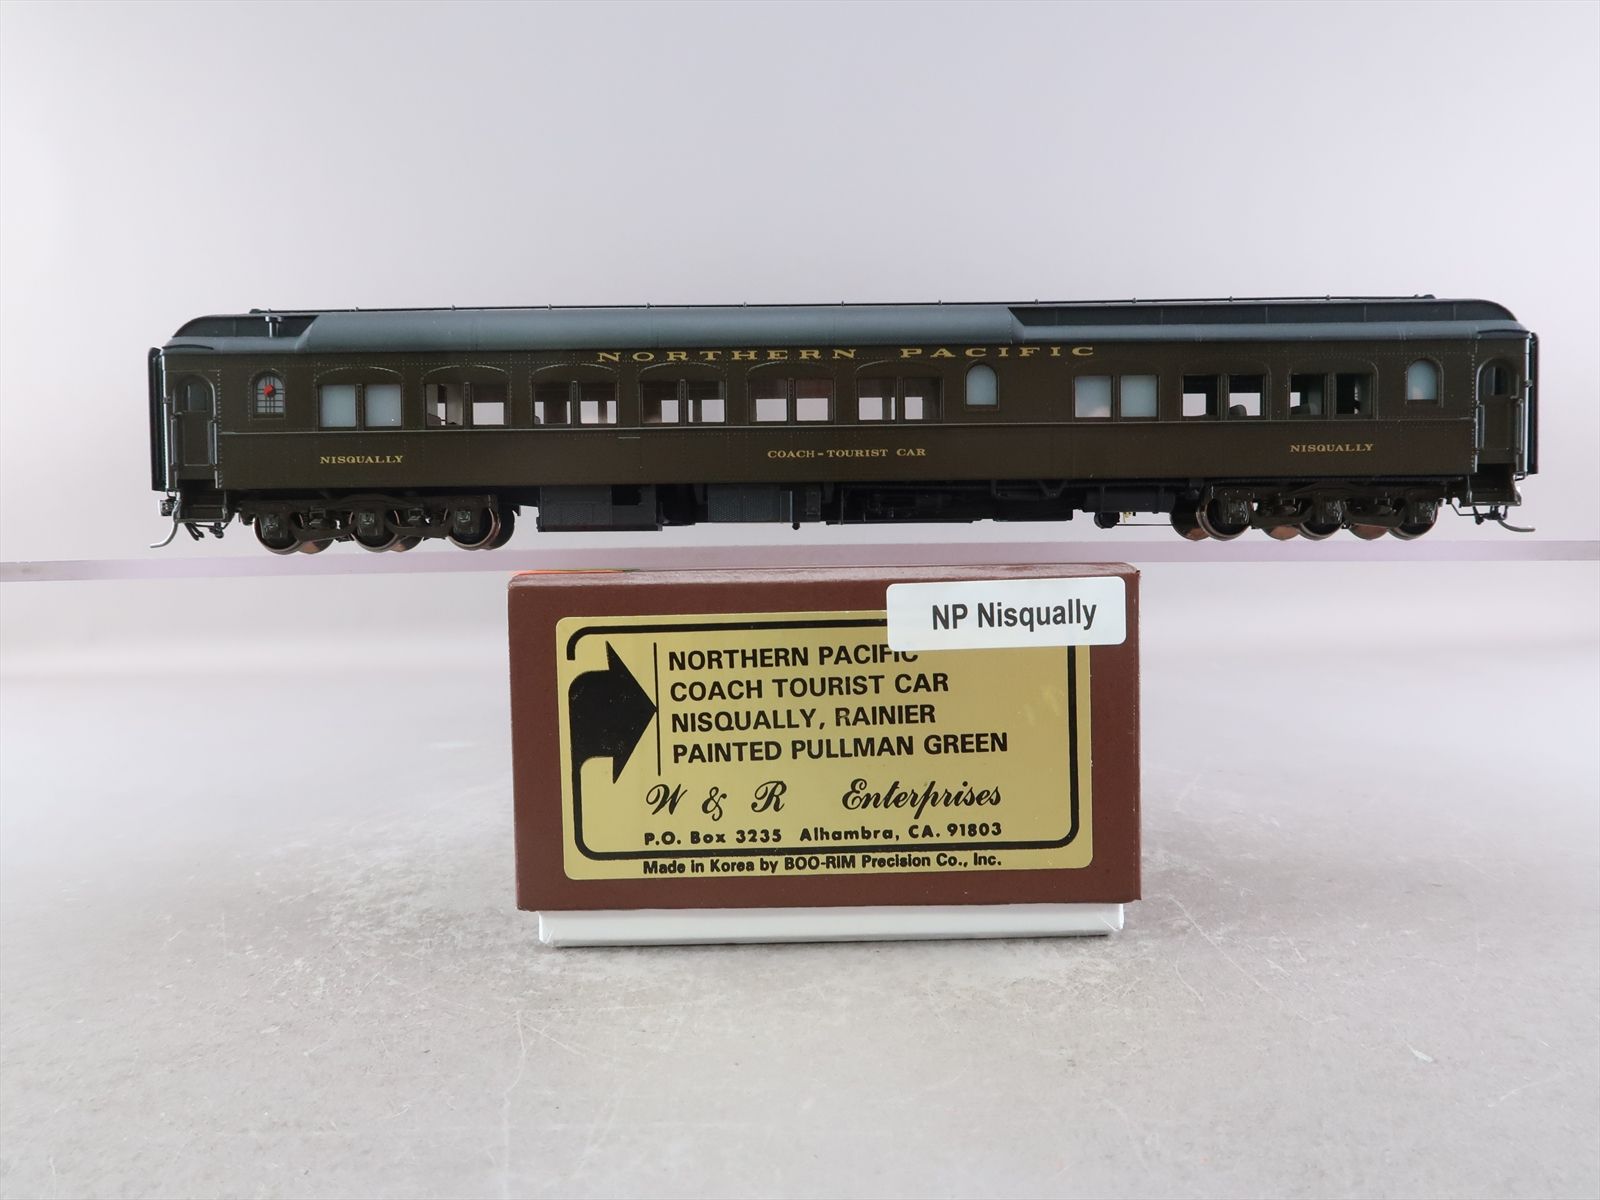 NORTHERN PACIFIC
NISQUALLY
COACH-TOURIST CAR
NISQUALLY
NP Nisqually
NORTHERN PACIFIC
COACH TOURIST CAR
NISQUALLY, RAINIER
PAINTED PULLMAN GREEN
W & R Enterprises
P.O. Box 3235 Alhambra, CA. 91803
Made in Korea by BOO-RIM Precision Co., Inc.